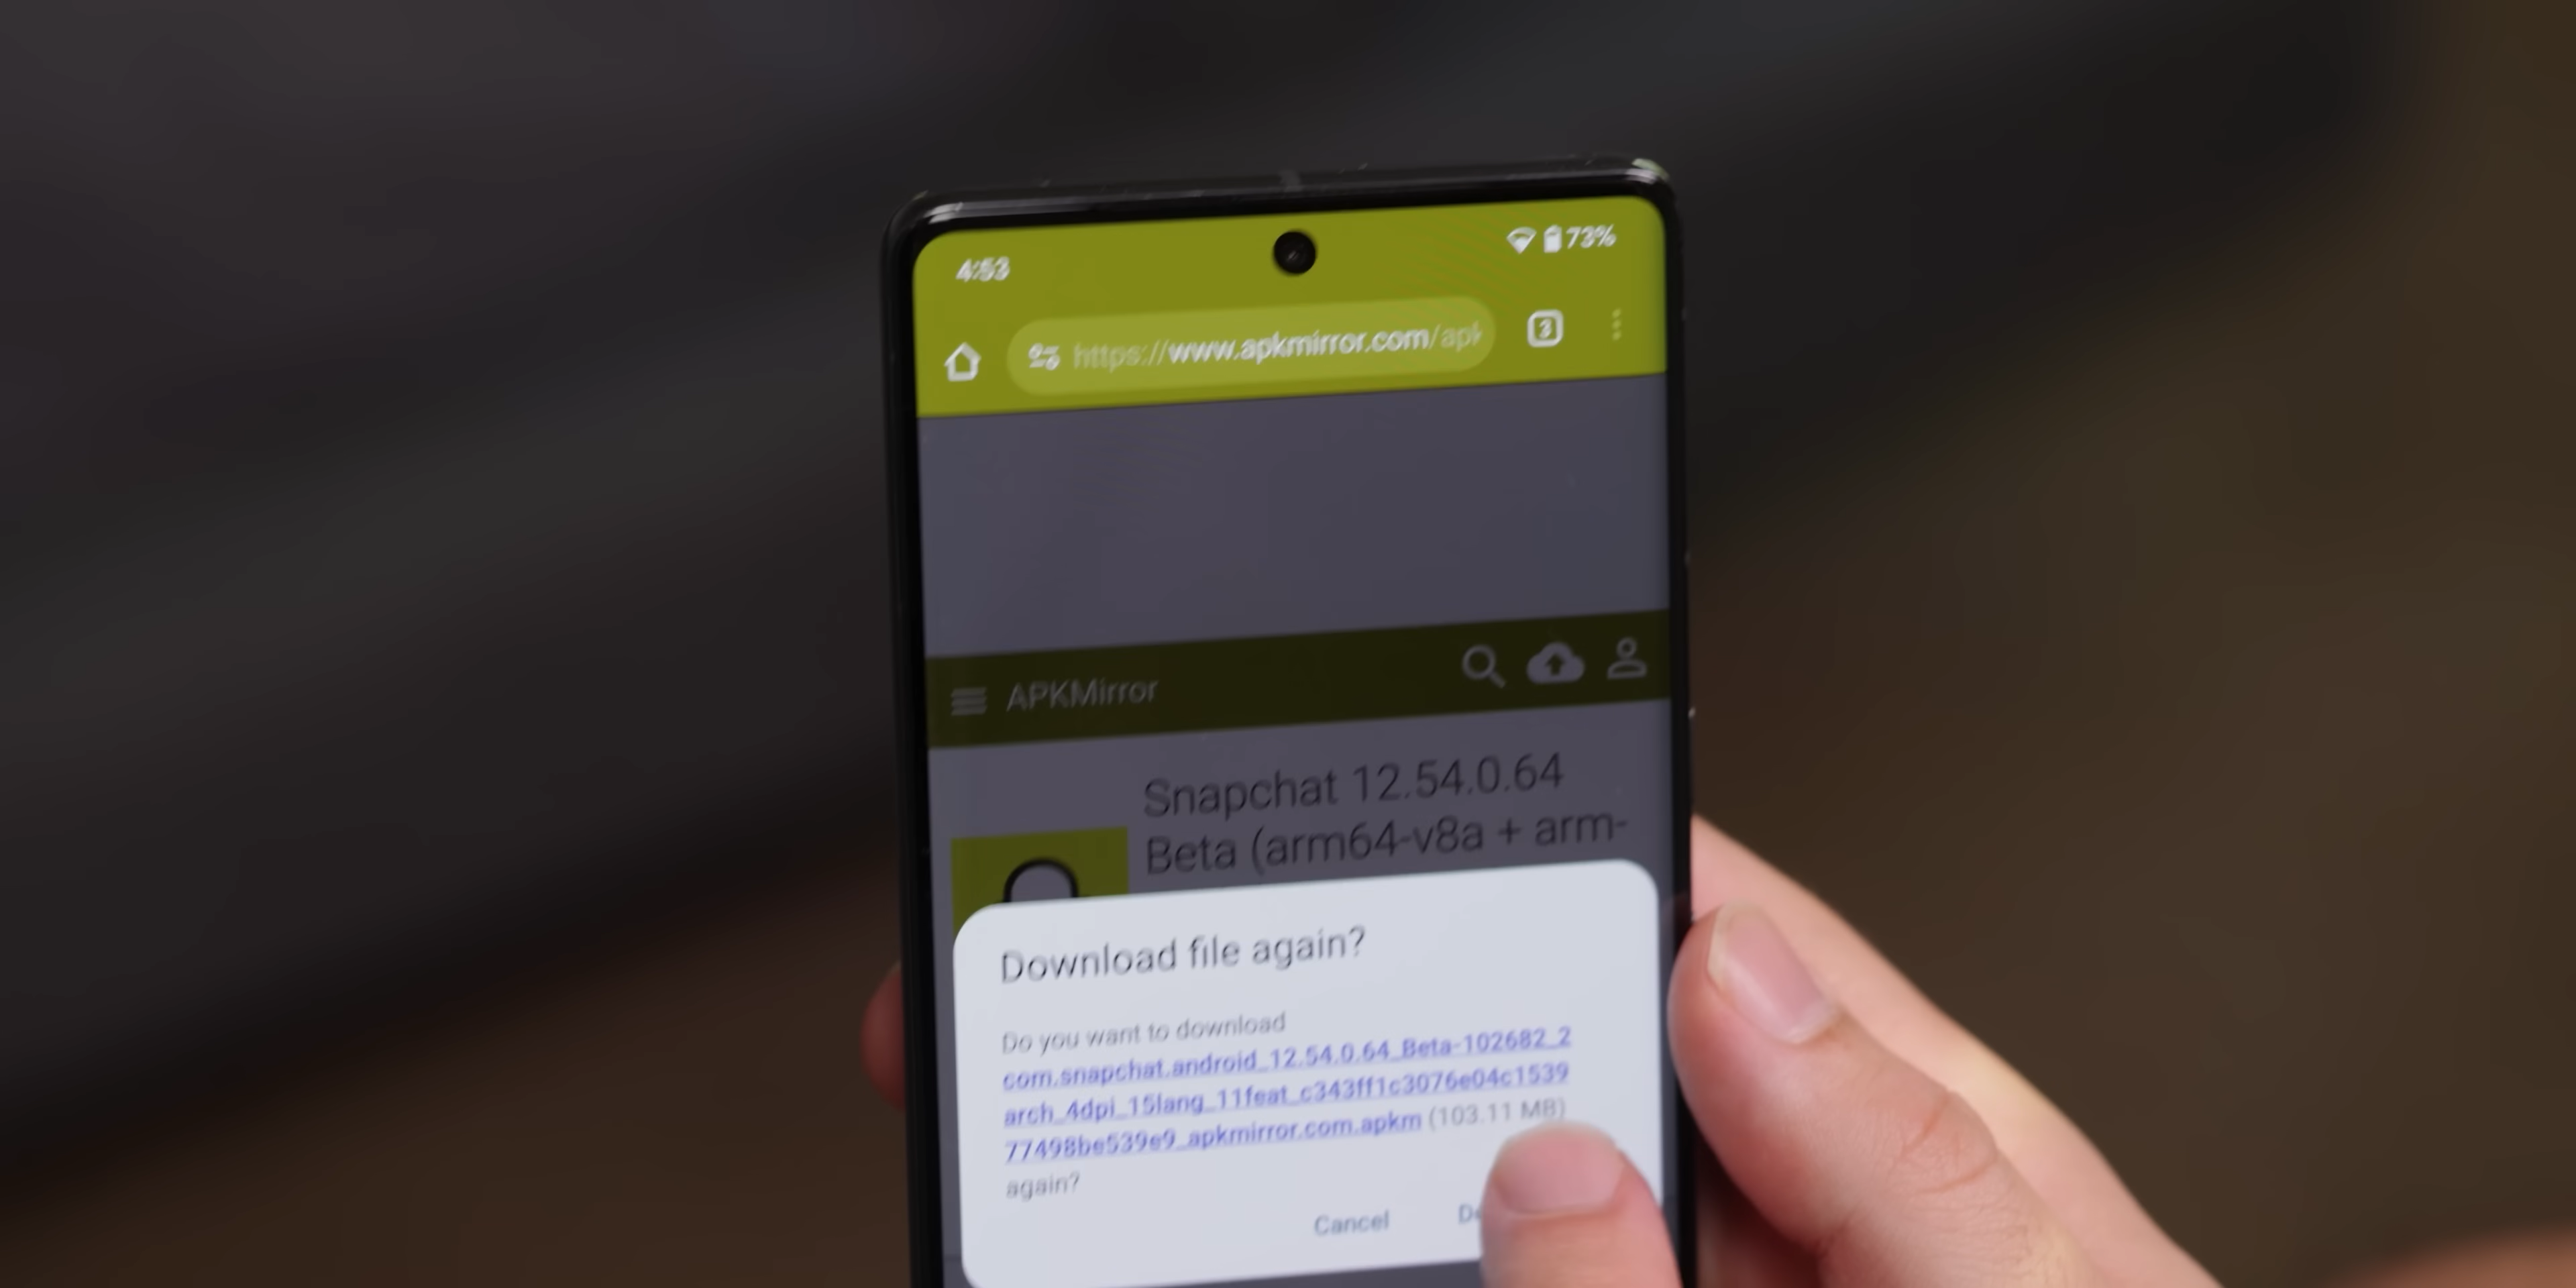 4:53
73%
https://www.apkmirror.com/apk
3
APKMirror
Snapchat 12.54.0.64
Beta (arm64-v8a + arm-
Download file again?
Do you want to download
com.snapchat.android_12.54.0.64_Beta-102682_2
arch_4dpi_15lang_11feat_c343ff1c3076e04c1539
77498be539e9_apkmirror.com.apkm (103.11 MB)
again?
Cancel